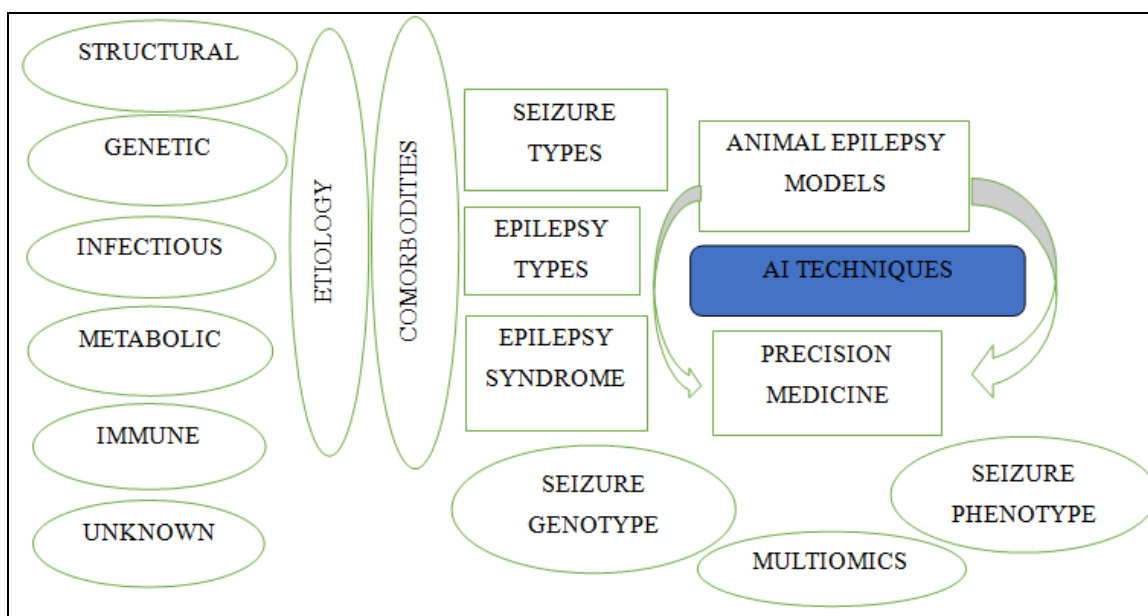 STRUCTURAL
GENETIC
INFECTIOUS
METABOLIC
IMMUNE
UNKNOWN
ETIOLOGY
COMORBODITIES
SEIZURE
TYPES
EPILEPSY
TYPES
EPILEPSY
SYNDROME
ANIMAL EPILEPSY
MODELS
AI TECHNIQUES
PRECISION
MEDICINE
SEIZURE
GENOTYPE
MULTIOMICS
SEIZURE
PHENOTYPE